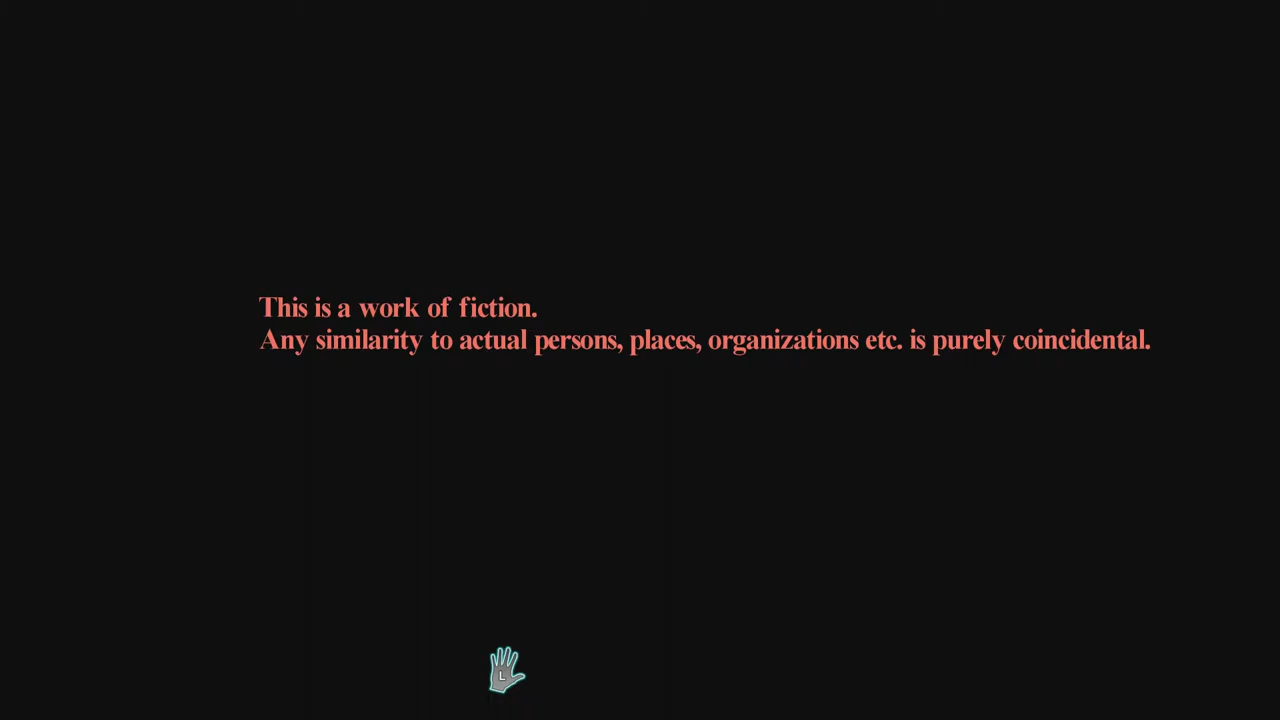 This is a work of fiction.
Any similarity to actual persons, places, organizations etc. is purely coincidental.
L